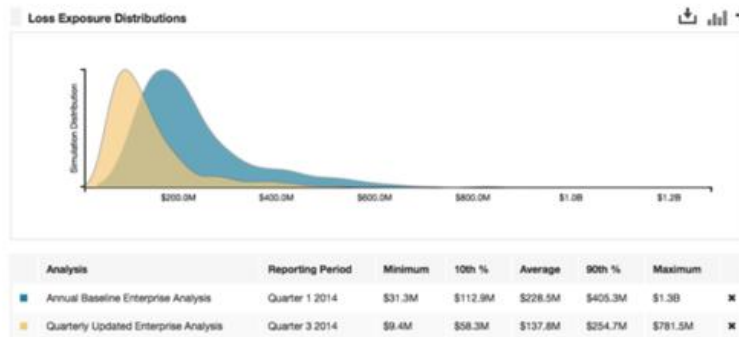 Loss Exposure Distributions
Simulation Distribution
$200.0M $400.0M $600.0M $800.0M $1.0B $1.2B
Analysis Reporting Period Minimum 10th % Average 90th % Maximum
Annual Baseline Enterprise Analysis Quarter 1 2014 $31.3M $112.9M $228.5M $405.3M $1.3B
Quarterly Updated Enterprise Analysis Quarter 3 2014 $9.4M $58.3M $137.8M $254.7M $781.5M